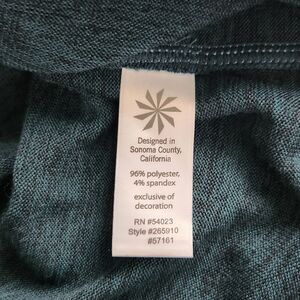 Designed in
Sonoma County,
California
96% polyester,
4% spandex
exclusive of
decoration
RN #54023
Style #265910
#57161